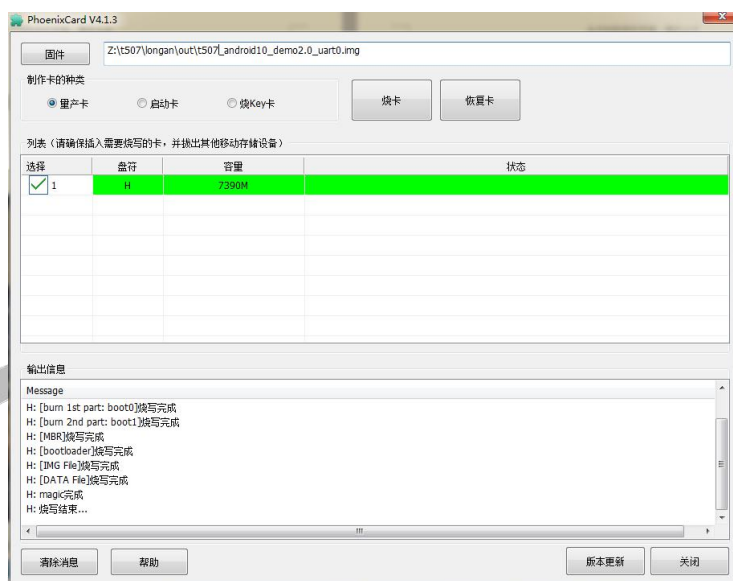 PhoenixCard V4.1.3
固件 Z:\t507\longan\out\t507_android10_demo2.0_uart0.img
制作卡的种类
量产卡 启动卡 烧Key卡 烧卡 恢复卡
列表（请确保插入需要烧写的卡，并拔出其他移动存储设备）
选择 盘符 容量 状态
1 H 7390M
输出信息
Message
H: [burn 1st part: boot0]烧写完成
H: [burn 2nd part: boot1]烧写完成
H: [MBR]烧写完成
H: [bootloader]烧写完成
H: [IMG File]烧写完成
H: [DATA File]烧写完成
H: magic完成
H: 烧写结束...
清除消息 帮助 版本更新 关闭